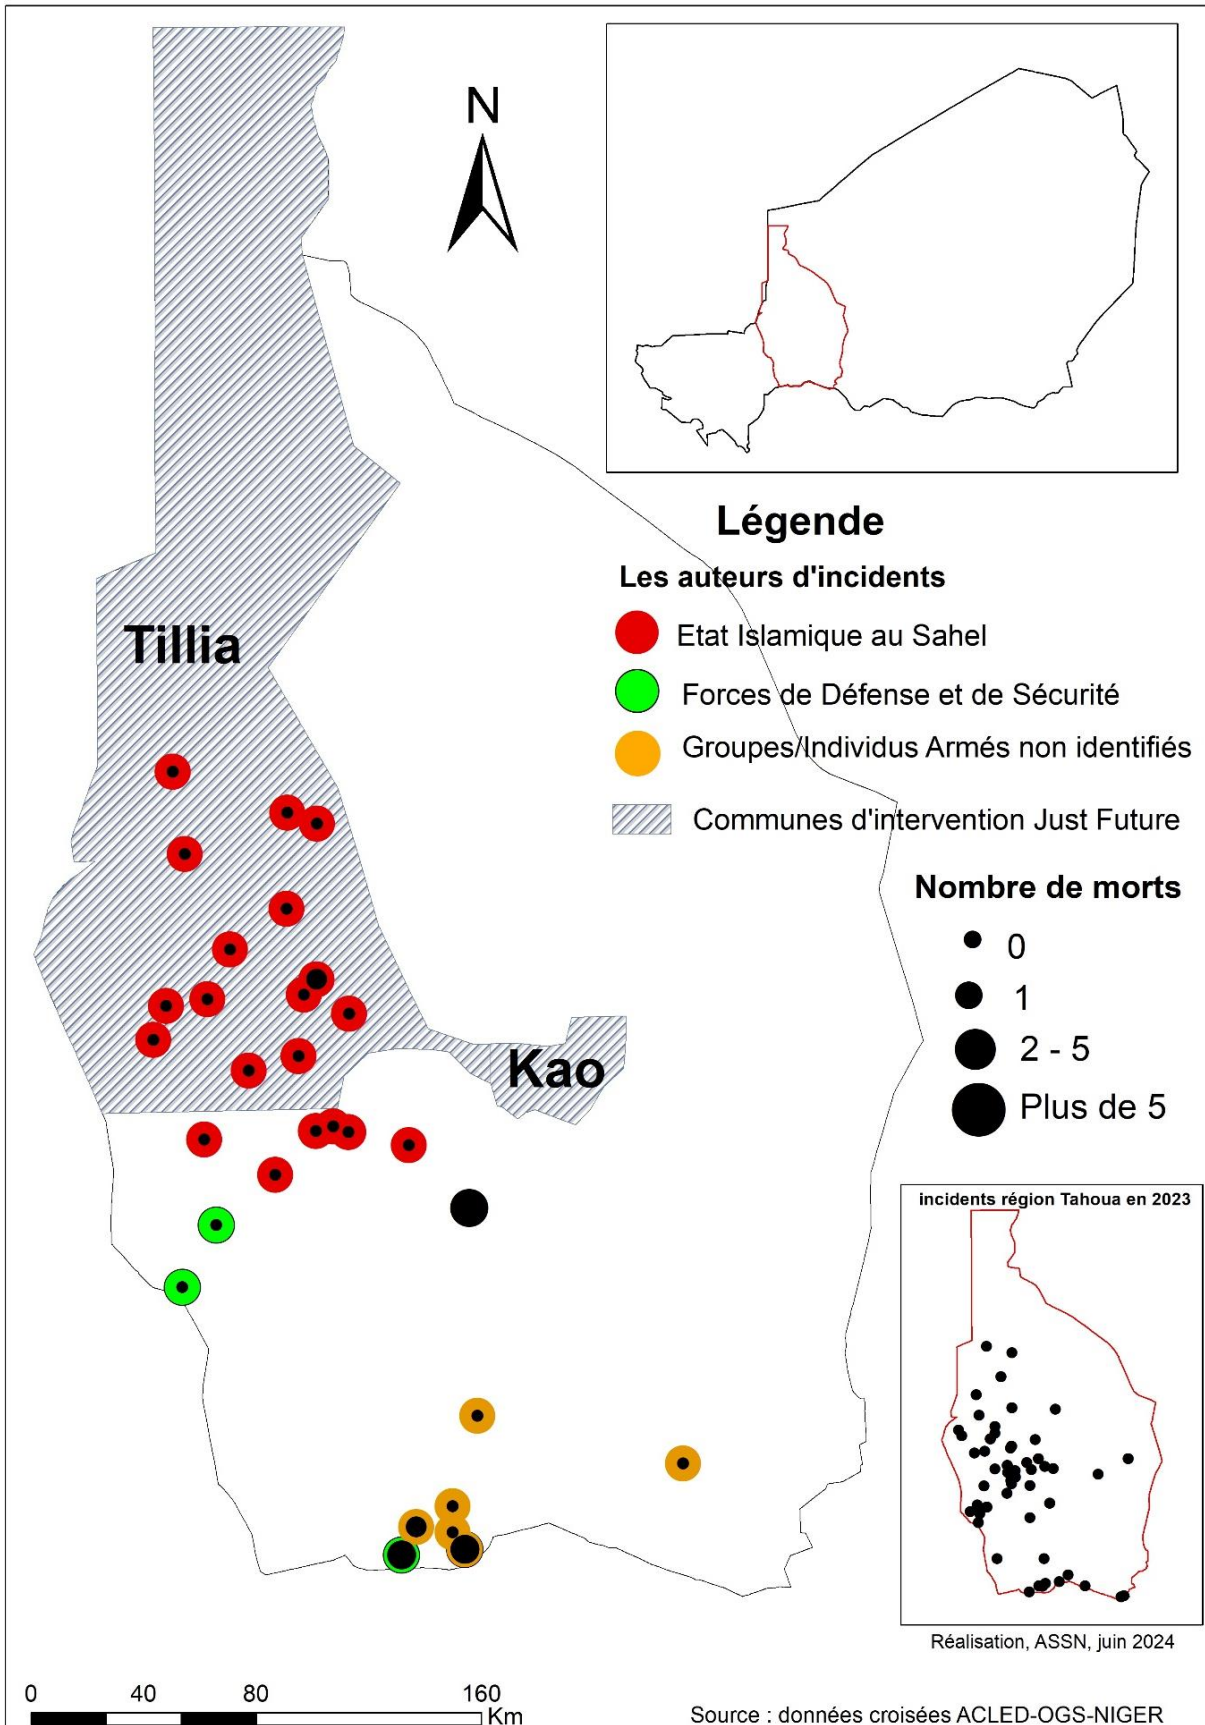 N
Légende
Les auteurs d'incidents
Etat Islamique au Sahel
Forces de Défense et de Sécurité
Groupes/Individus Armés non identifiés
Communes d'intervention Just Future
Tillia
Kao
Nombre de morts
0
1
2 - 5
Plus de 5
incidents région Tahoua en 2023
Réalisation, ASSN, juin 2024
0 40 80 160
Km
Source : données croisées ACLED-OGS-NIGER